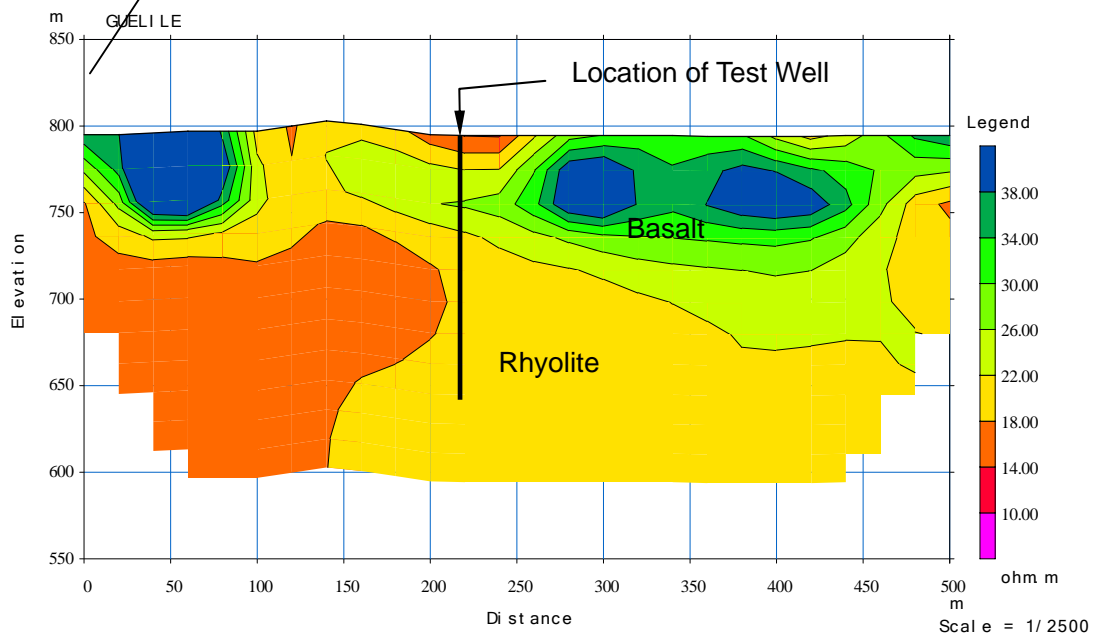 m
GUELILE
850
Location of Test Well
800
Legend
38.00
750
Basalt
34.00
30.00
700
26.00
Elevation
22.00
Rhyolite
650
18.00
14.00
600
10.00
550
ohm.m
0 50 100 150 200 250 300 350 400 450 500
m
Distance
Scale = 1/2500